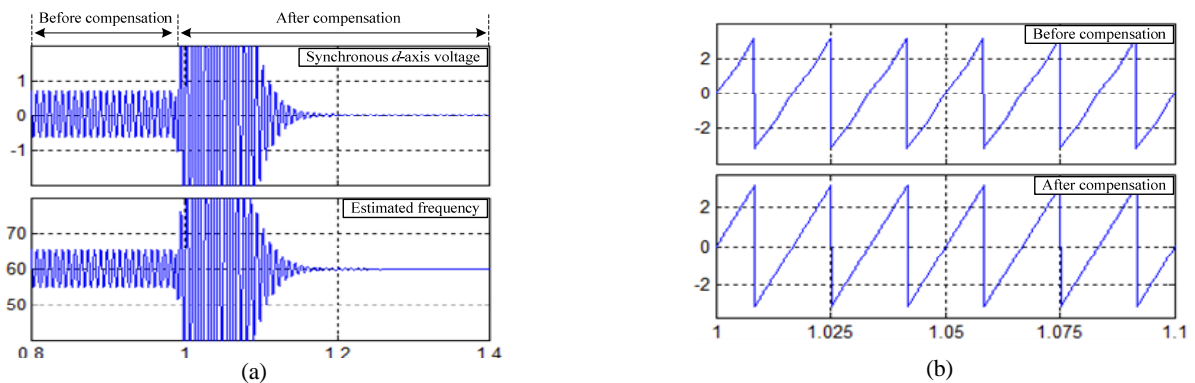 Before compensation
After compensation
Synchronous d-axis voltage
1
0
-1
Estimated frequency
70
60
50
0.8
1
1.2
1.4
(a)
Before compensation
2
0
-2
After compensation
2
0
-2
1
1.025
1.05
1.075
1.1
(b)